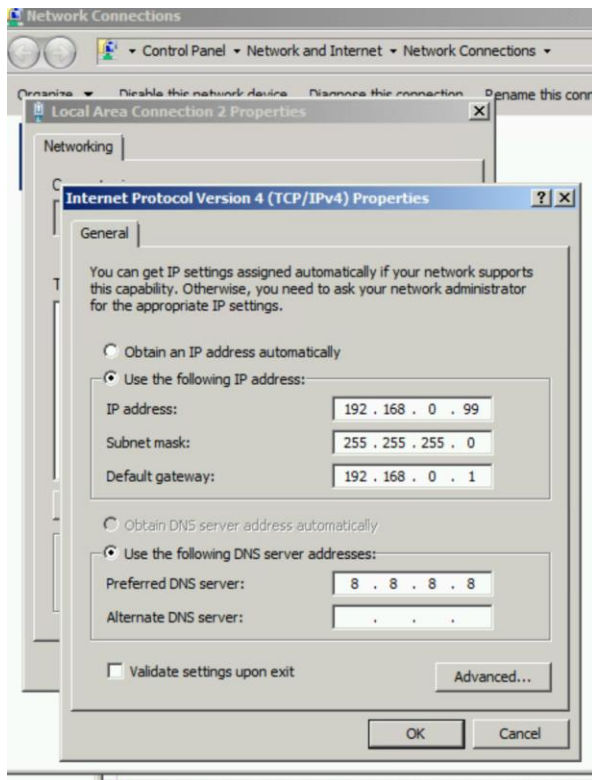 Network Connections
Control Panel Network and Internet Network Connections
Organize Disable this network device Diagnose this connection Rename this conn
Local Area Connection 2 Properties
Networking
Internet Protocol Version 4 (TCP/IPv4) Properties
General
You can get IP settings assigned automatically if your network supports
this capability. Otherwise, you need to ask your network administrator
for the appropriate IP settings.
Obtain an IP address automatically
Use the following IP address:
IP address: 192 . 168 . 0 . 99
Subnet mask: 255 . 255 . 255 . 0
Default gateway: 192 . 168 . 0 . 1
Obtain DNS server address automatically
Use the following DNS server addresses:
Preferred DNS server: 8 . 8 . 8 . 8
Alternate DNS server: . . .
Validate settings upon exit
Advanced...
OK Cancel